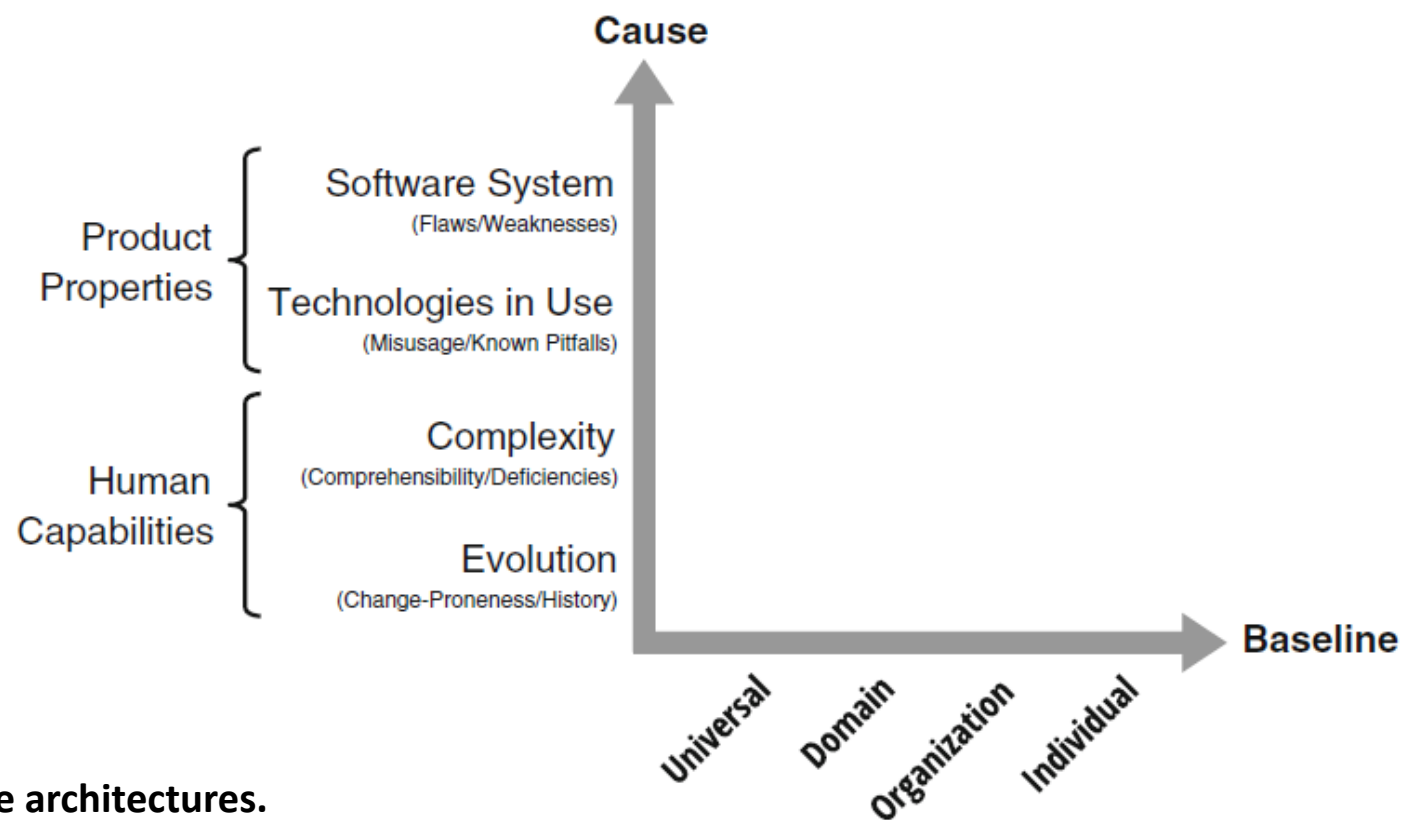 Cause
Software System
(Flaws/Weaknesses)
Product
Properties
Technologies in Use
(Misusage/Known Pitfalls)
Complexity
(Comprehensibility/Deficiencies)
Human
Capabilities
Evolution
(Change-Proneness/History)
Baseline
Universal
Domain
Organization
Individual
e architectures.